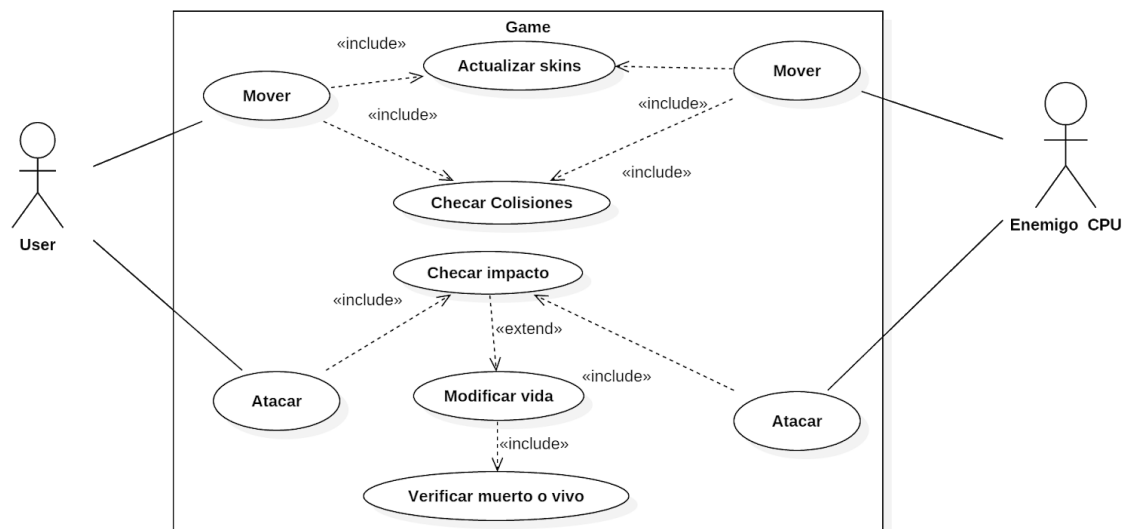 Game
«include»
Actualizar skins
Mover
Mover
«include»
«include»
«include»
User
Checar Colisiones
Enemigo  CPU
Checar impacto
«include»
«extend»
«include»
Modificar vida
Atacar
Atacar
«include»
Verificar muerto o vivo